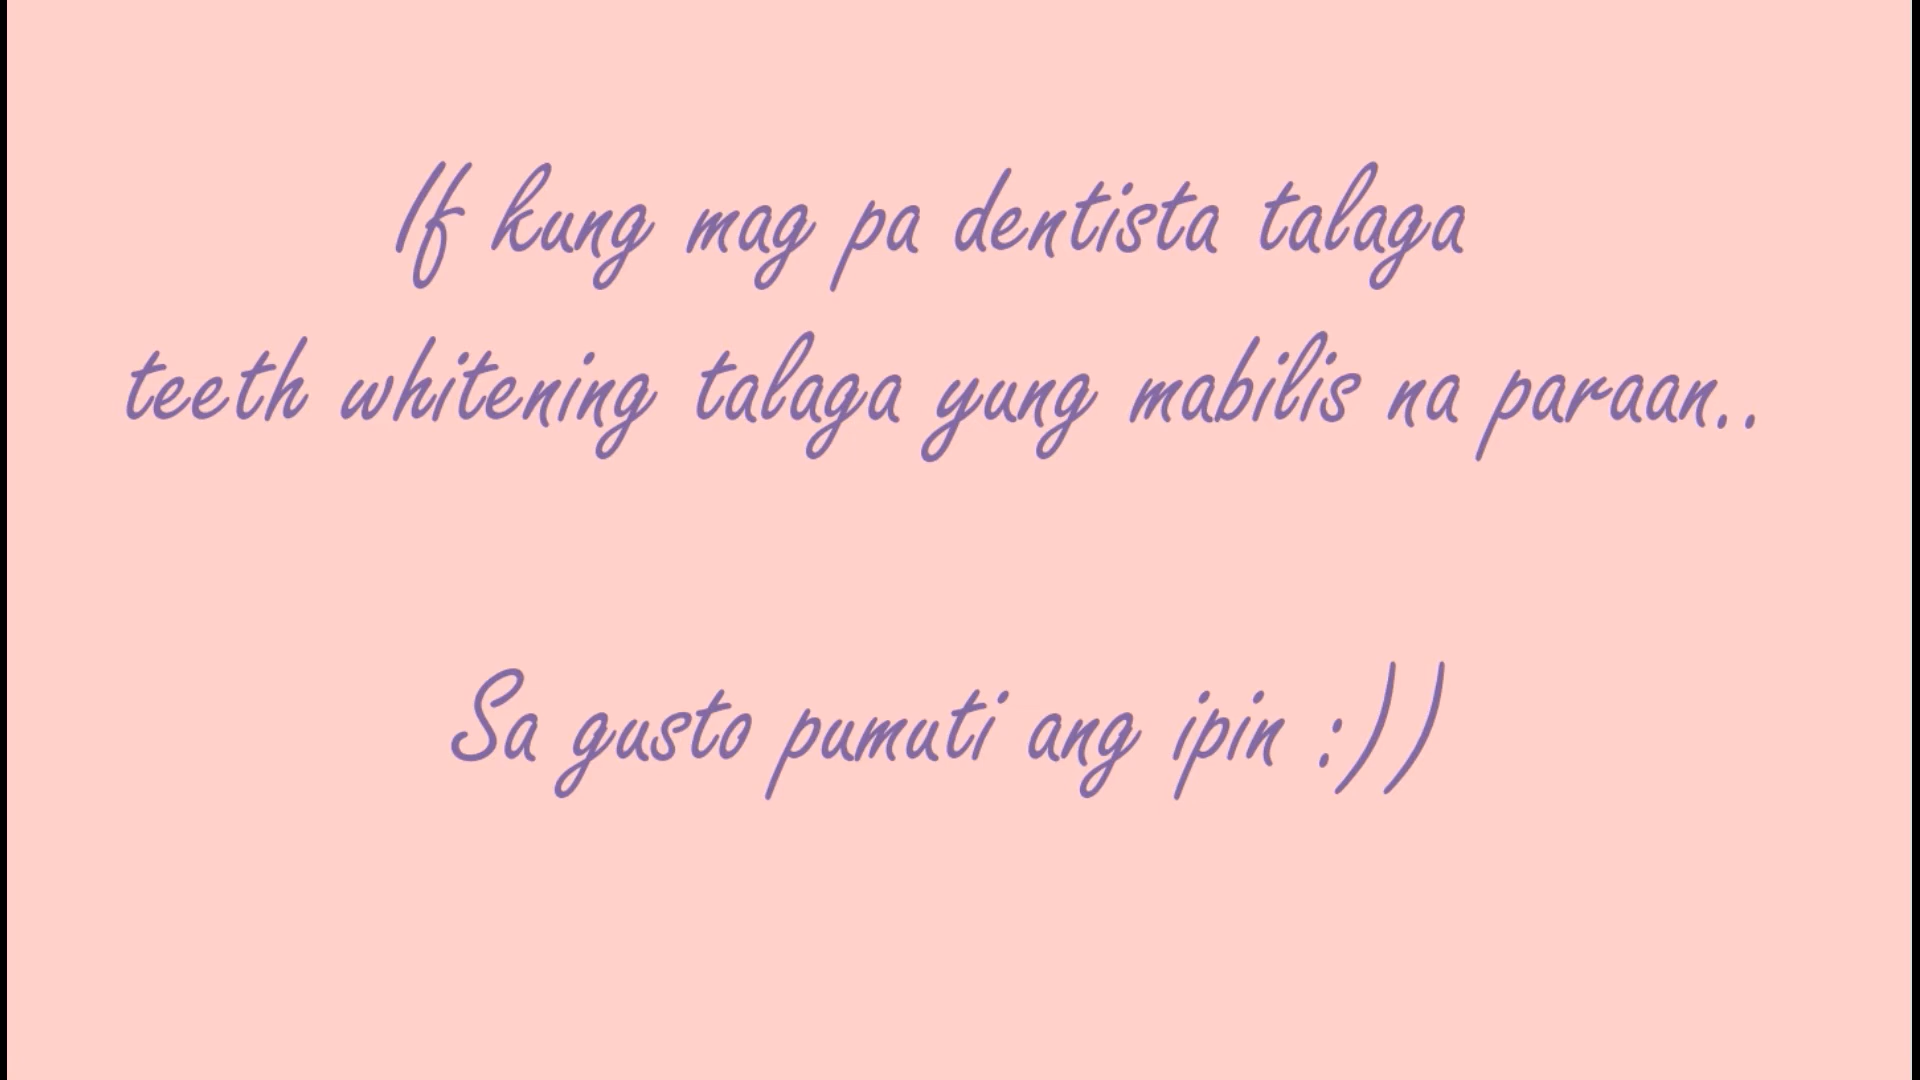 If kung mag pa dentista talaga
teeth whitening talaga yung mabilis na paraan..
Sa gusto pumuti ang ipin :))